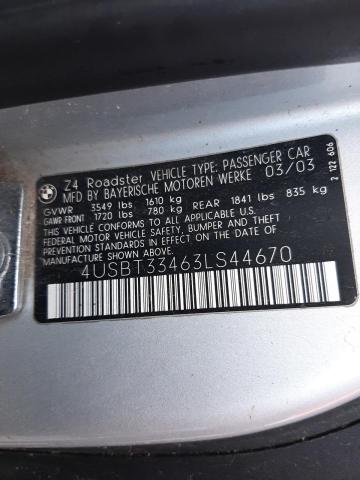 BMW
Z4 Roadster VEHICLE TYPE: PASSENGER CAR
MFD BY BAYERISCHE MOTOREN WERKE 03/03
GVWR 3549 lbs 1610 kg
GAWR FRONT 1720 lbs 780 kg REAR 1841 lbs 835 kg
THIS VEHICLE CONFORMS TO ALL APPLICABLE U.S.
FEDERAL MOTOR VEHICLE SAFETY, BUMPER AND
THEFT PREVENTION STANDARDS IN EFFECT ON THE
DATE OF MANUFACTURE SHOWN ABOVE.
4USBT33463LS44670
2 122 606